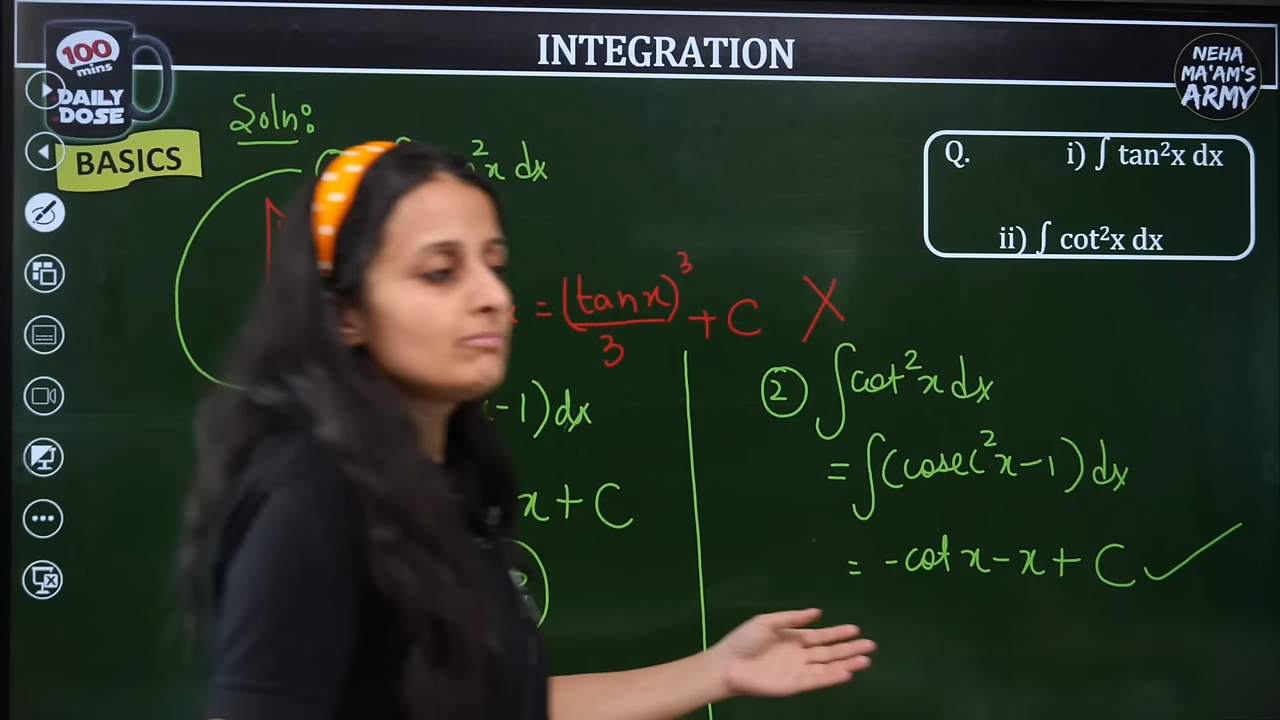 INTEGRATION
100
mins
DAILY
DOSE
BASICS
NEHA
MA'AM'S
ARMY
Q. i) ∫ tan²x dx
ii) ∫ cot²x dx
Soln:
²x dx
= (tan x)³/3 + C X
-1) dx
x + C
② ∫ cot²x dx
= ∫(cosec²x - 1) dx
= -cot x - x + C ✓